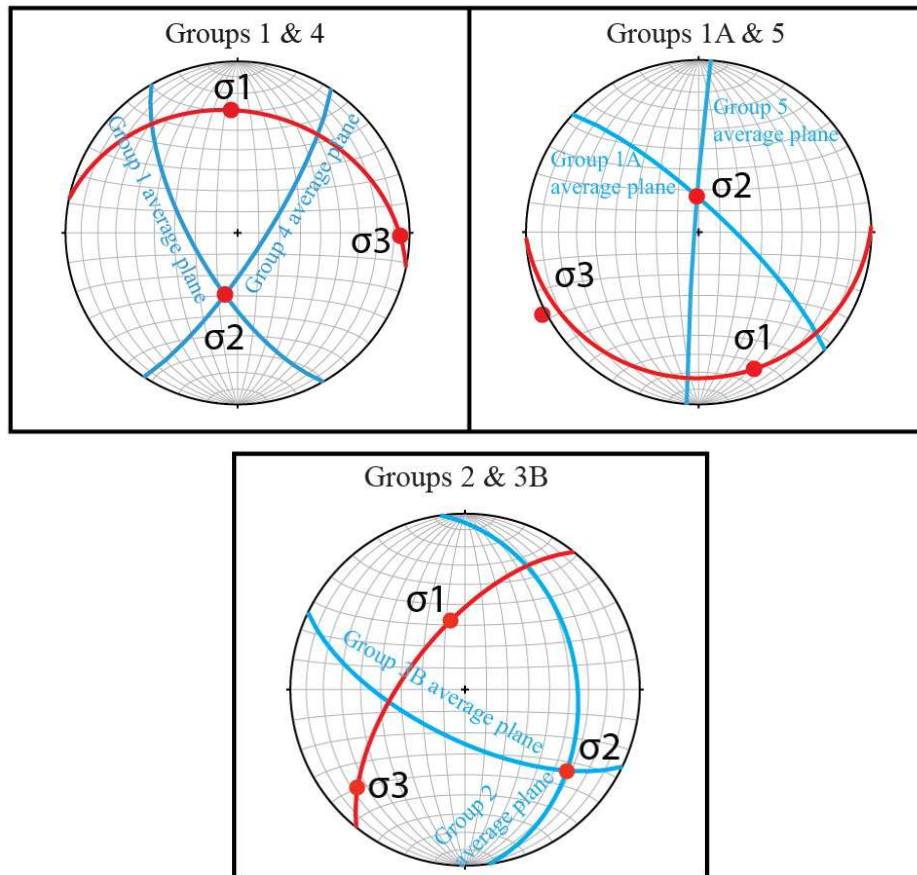 Groups 1 & 4
σ1
Group 1 average plane
Group 4 average plane
σ3
σ2
Groups 1A & 5
Group 5
average plane
Group 1A
average plane
σ2
σ3
σ1
Groups 2 & 3B
σ1
Group 3B average plane
σ2
σ3
Group 2
average plane